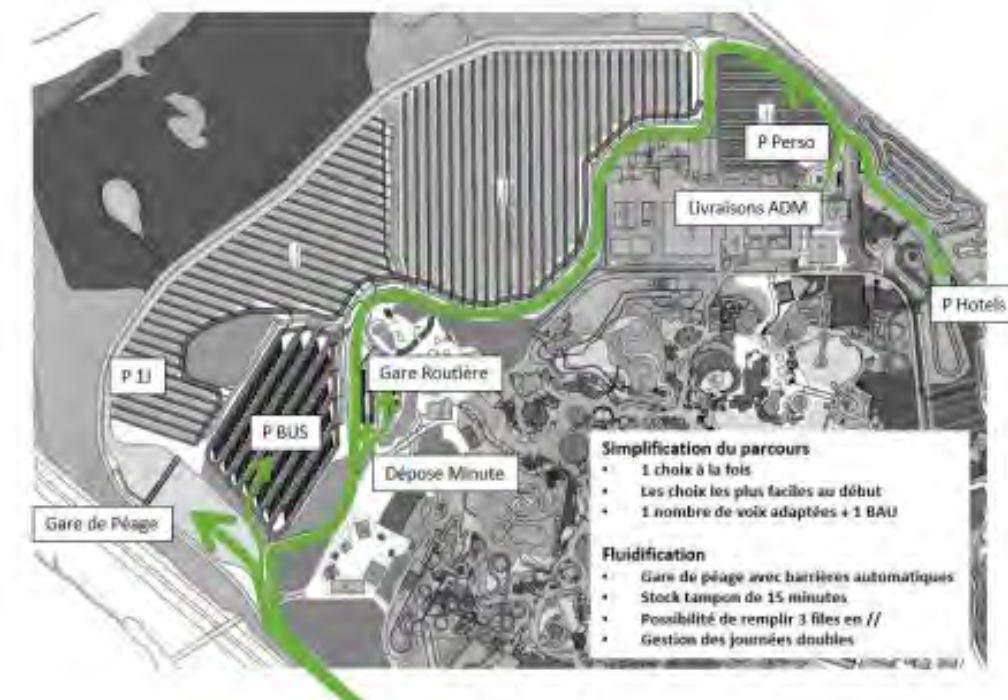 P Perso
Livraisons ADM
P Hotels
P 1J
Gare Routière
P BUS
Dépose Minute
Gare de Péage
Simplification du parcours
• 1 choix à la fois
• Les choix les plus faciles au début
• 1 nombre de voix adaptées + 1 BAU
Fluidification
• Gare de péage avec barrières automatiques
• Stock tampon de 15 minutes
• Possibilité de remplir 3 files en //
• Gestion des journées doubles